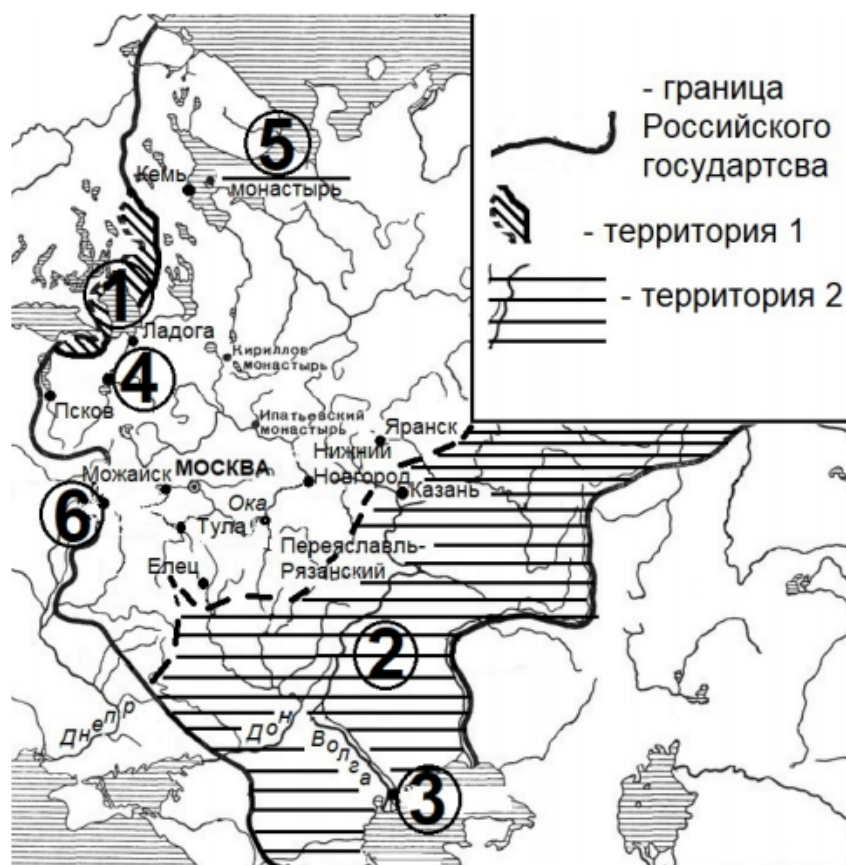 - граница
Российского
государтсва
- территория 1
- территория 2
5
Кемь
монастырь
1
Ладога
Кириллов
монастырь
4
Псков
Ипатьевский
монастырь
Яранск
Нижний
Новгород
Можайск
МОСКВА
Казань
6
Ока
Тула
Переяславль-
Рязанский
Елец
2
Днепр
Дон
Волга
3